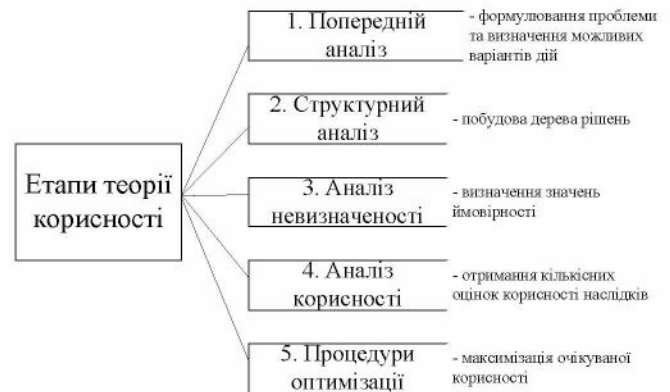 Етапи теорії
корисності
1. Попередній
аналіз
- формулювання проблеми
та визначення можливих
варіантів дій
2. Структурний
аналіз
- побудова дерева рішень
3. Аналіз
невизначеності
- визначення значень
ймовірності
4. Аналіз
корисності
- отримання кількісних
оцінок корисності наслідків
5. Процедури
оптимізації
- максимізація очікуваної
корисності